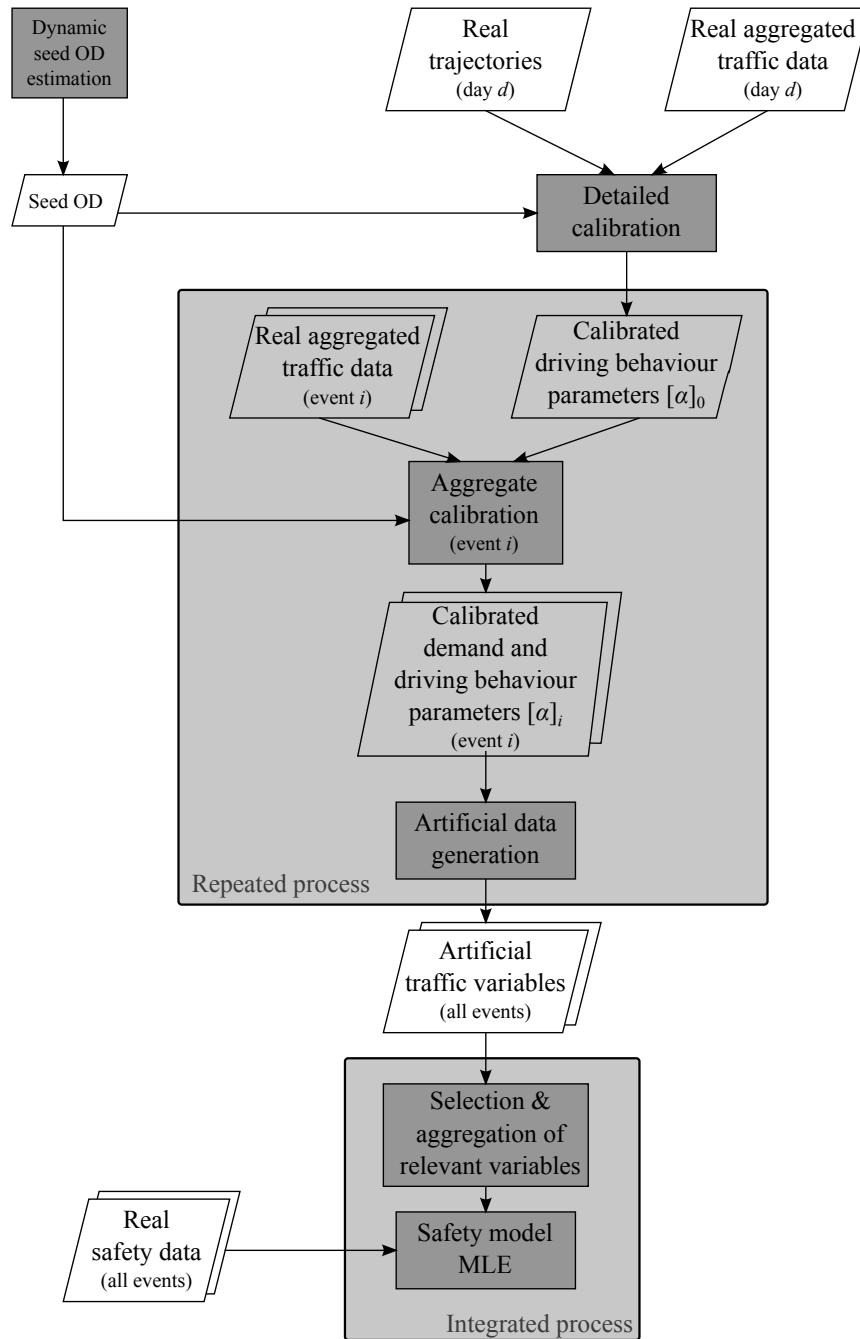 Dynamic
seed OD
estimation
Real
trajectories
(day d)
Real aggregated
traffic data
(day d)
Seed OD
Detailed
calibration
Real aggregated
traffic data
(event i)
Calibrated
driving behaviour
parameters [α]₀
Aggregate
calibration
(event i)
Calibrated
demand and
driving behaviour
parameters [α]ᵢ
(event i)
Artificial data
generation
Repeated process
Artificial
traffic variables
(all events)
Selection &
aggregation of
relevant variables
Real
safety data
(all events)
Safety model
MLE
Integrated process